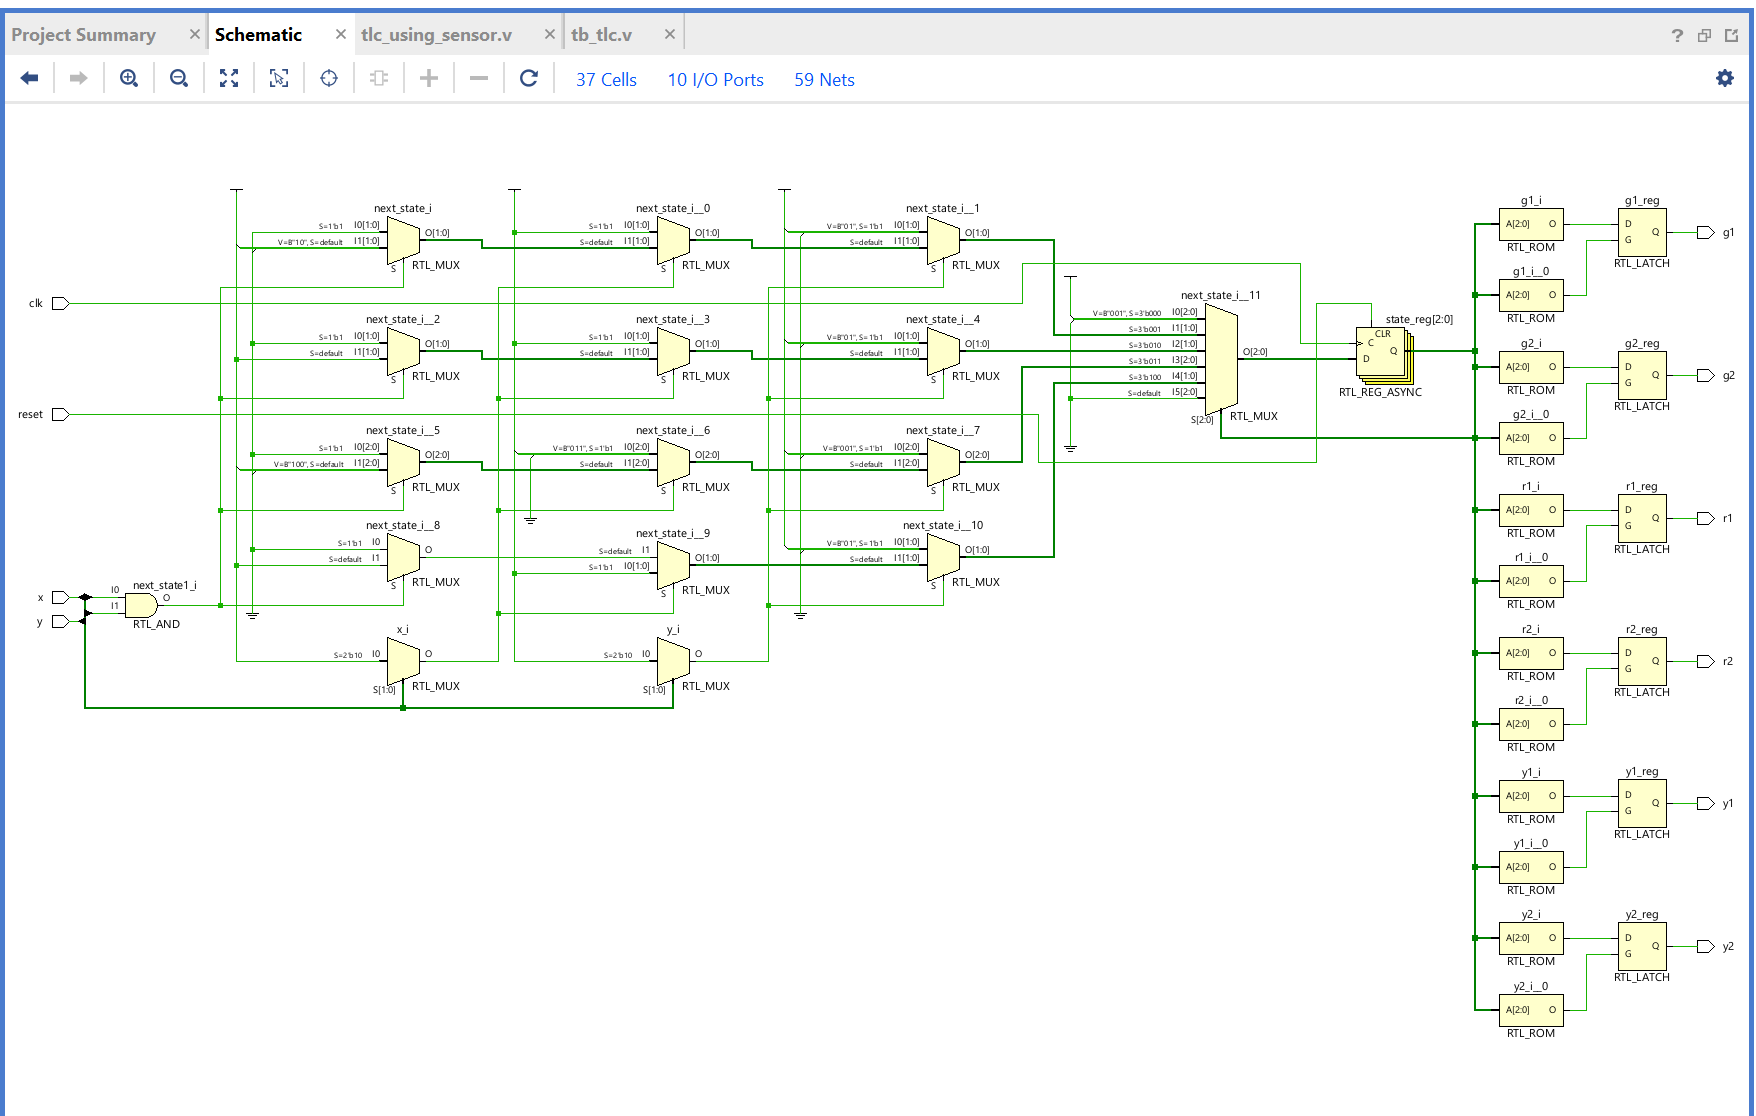 Project Summary × Schematic × tlc_using_sensor.v × tb_tlc.v × ?
37 Cells 10 I/O Ports 59 Nets
next_state_i
S=1'b1 I0[1:0]
V=B"10", S=default I1[1:0]
O[1:0]
S
RTL_MUX
next_state_i__0
S=1'b1 I0[1:0]
S=default I1[1:0]
O[1:0]
S
RTL_MUX
next_state_i__1
V=B"01", S=1'b1 I0[1:0]
S=default I1[1:0]
O[1:0]
S
RTL_MUX
clk
next_state_i__2
S=1'b1 I0[1:0]
S=default I1[1:0]
O[1:0]
S
RTL_MUX
next_state_i__3
S=1'b1 I0[1:0]
S=default I1[1:0]
O[1:0]
S
RTL_MUX
next_state_i__4
V=B"01", S=1'b1 I0[1:0]
S=default I1[1:0]
O[1:0]
S
RTL_MUX
reset
next_state_i__5
S=1'b1 I0[2:0]
V=B"100", S=default I1[2:0]
O[2:0]
S
RTL_MUX
next_state_i__6
V=B"011", S=1'b1 I0[2:0]
S=default I1[2:0]
O[2:0]
S
RTL_MUX
next_state_i__7
V=B"001", S=1'b1 I0[2:0]
S=default I1[2:0]
O[2:0]
S
RTL_MUX
next_state_i__8
S=1'b1 I0
S=default I1
O
S
RTL_MUX
next_state_i__9
S=default I1
S=1'b1 I0[1:0]
O[1:0]
S
RTL_MUX
next_state_i__10
V=B"01", S=1'b1 I0[1:0]
I1[1:0]
S=default
O[1:0]
S
RTL_MUX
x
y
next_state1_i
I0
I1
O
RTL_AND
x_i
S=2'b10 I0
O
S[1:0]
RTL_MUX
y_i
S=2'b10 I0
O
S[1:0]
RTL_MUX
next_state_i__11
V=B"001", S=3'b000 I0[2:0]
S=3'b001 I1[1:0]
S=3'b010 I2[1:0]
S=3'b011 I3[2:0]
S=3'b100 I4[1:0]
S=default I5[2:0]
O[2:0]
S[2:0]
RTL_MUX
state_reg[2:0]
CLR
C
D
Q
RTL_REG_ASYNC
g1_i
A[2:0] O
RTL_ROM
g1_reg
D
G
Q
RTL_LATCH
g1
g1_i__0
A[2:0] O
RTL_ROM
g2_i
A[2:0] O
RTL_ROM
g2_reg
D
G
Q
RTL_LATCH
g2
g2_i__0
A[2:0] O
RTL_ROM
r1_i
A[2:0] O
RTL_ROM
r1_reg
D
G
Q
RTL_LATCH
r1
r1_i__0
A[2:0] O
RTL_ROM
r2_i
A[2:0] O
RTL_ROM
r2_reg
D
G
Q
RTL_LATCH
r2
r2_i__0
A[2:0] O
RTL_ROM
y1_i
A[2:0] O
RTL_ROM
y1_reg
D
G
Q
RTL_LATCH
y1
y1_i__0
A[2:0] O
RTL_ROM
y2_i
A[2:0] O
RTL_ROM
y2_reg
D
G
Q
RTL_LATCH
y2
y2_i__0
A[2:0] O
RTL_ROM